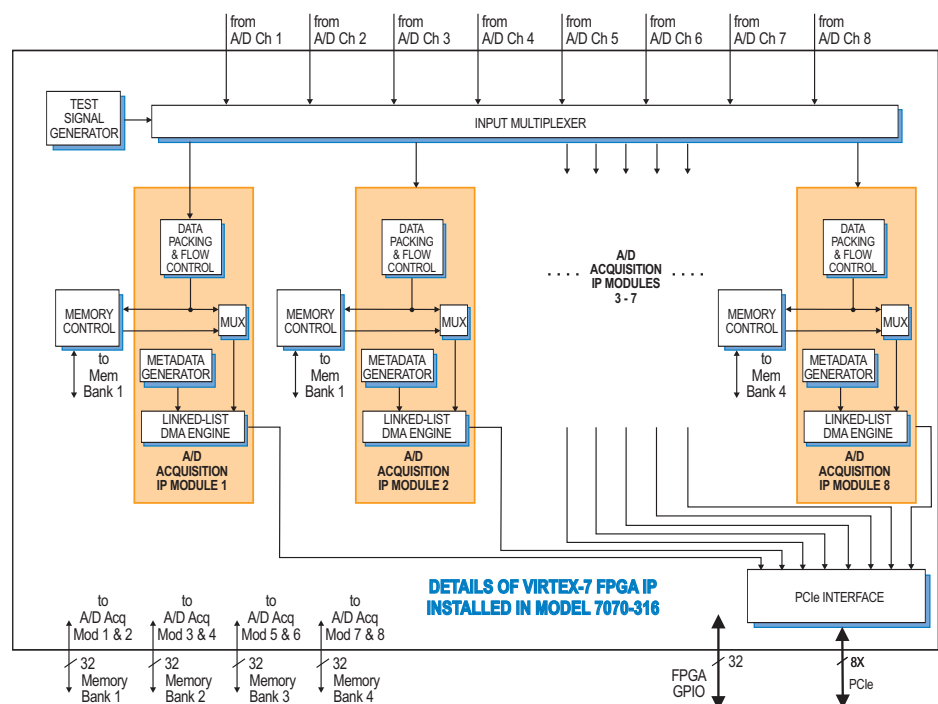 from
A/D Ch 1
from
A/D Ch 2
from
A/D Ch 3
from
A/D Ch 4
from
A/D Ch 5
from
A/D Ch 6
from
A/D Ch 7
from
A/D Ch 8
TEST
SIGNAL
GENERATOR
INPUT MULTIPLEXER
DATA
PACKING
& FLOW
CONTROL
MEMORY
CONTROL
MUX
to
Mem
Bank 1
METADATA
GENERATOR
LINKED-LIST
DMA ENGINE
A/D
ACQUISITION
IP MODULE 1
DATA
PACKING
& FLOW
CONTROL
MEMORY
CONTROL
MUX
to
Mem
Bank 1
METADATA
GENERATOR
LINKED-LIST
DMA ENGINE
A/D
ACQUISITION
IP MODULE 2
A/D
. . . . ACQUISITION . . . .
IP MODULES
3 - 7
DATA
PACKING
& FLOW
CONTROL
MEMORY
CONTROL
MUX
to
Mem
Bank 4
METADATA
GENERATOR
LINKED-LIST
DMA ENGINE
A/D
ACQUISITION
IP MODULE 8
DETAILS OF VIRTEX-7 FPGA IP
INSTALLED IN MODEL 7070-316
PCIe INTERFACE
to
A/D Acq
Mod 1 & 2
to
A/D Acq
Mod 3 & 4
to
A/D Acq
Mod 5 & 6
to
A/D Acq
Mod 7 & 8
32
Memory
Bank 1
32
Memory
Bank 2
32
Memory
Bank 3
32
Memory
Bank 4
FPGA
GPIO
32
8X
PCIe